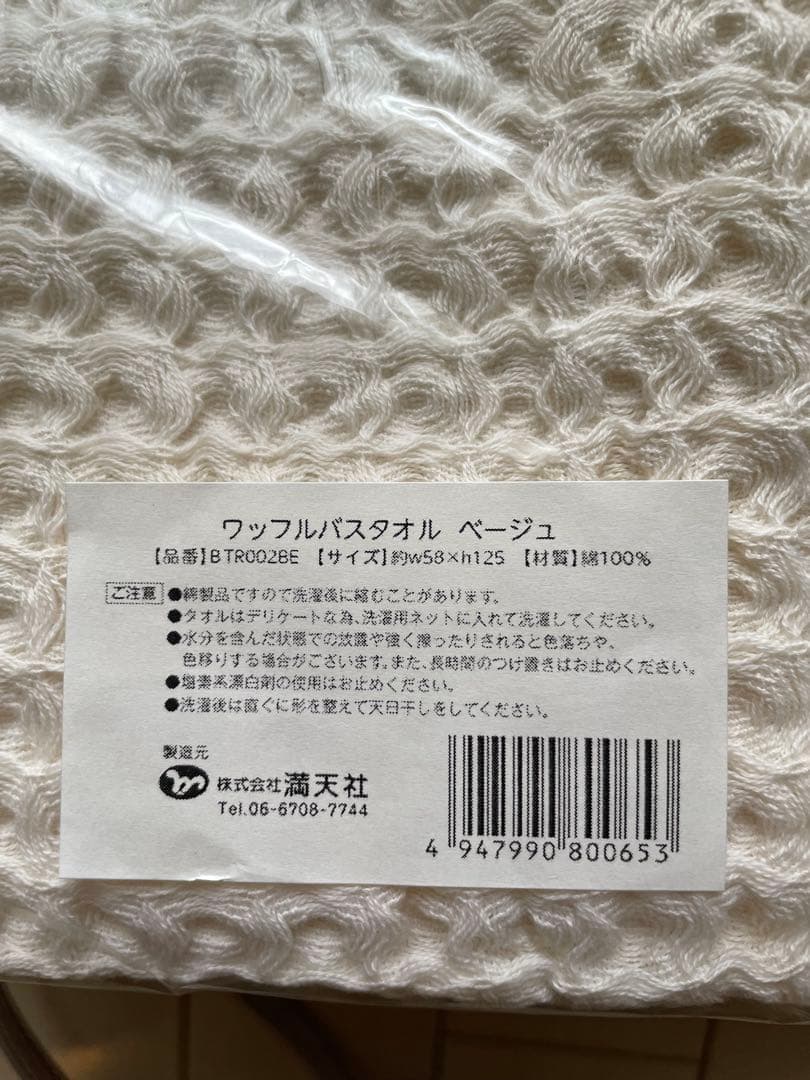 ワッフルバスタオル ベージュ
【品番】BTR002BE 【サイズ】約w58×h125 【材質】綿100%
ご注意 ●綿製品ですので洗濯後に縮むことがあります。
●タオルはデリケートな為、洗濯用ネットに入れて洗濯してください。
●水分を含んだ状態での放置や強く擦ったりされると色落ちや、
色移りする場合がございます。また、長時間のつけ置きはお止めください。
●塩素系漂白剤の使用はお止めください。
●洗濯後は直ぐに形を整えて天日干しをしてください。
製造元
株式会社 満天社
Tel.06-6708-7744
4 947990 800653